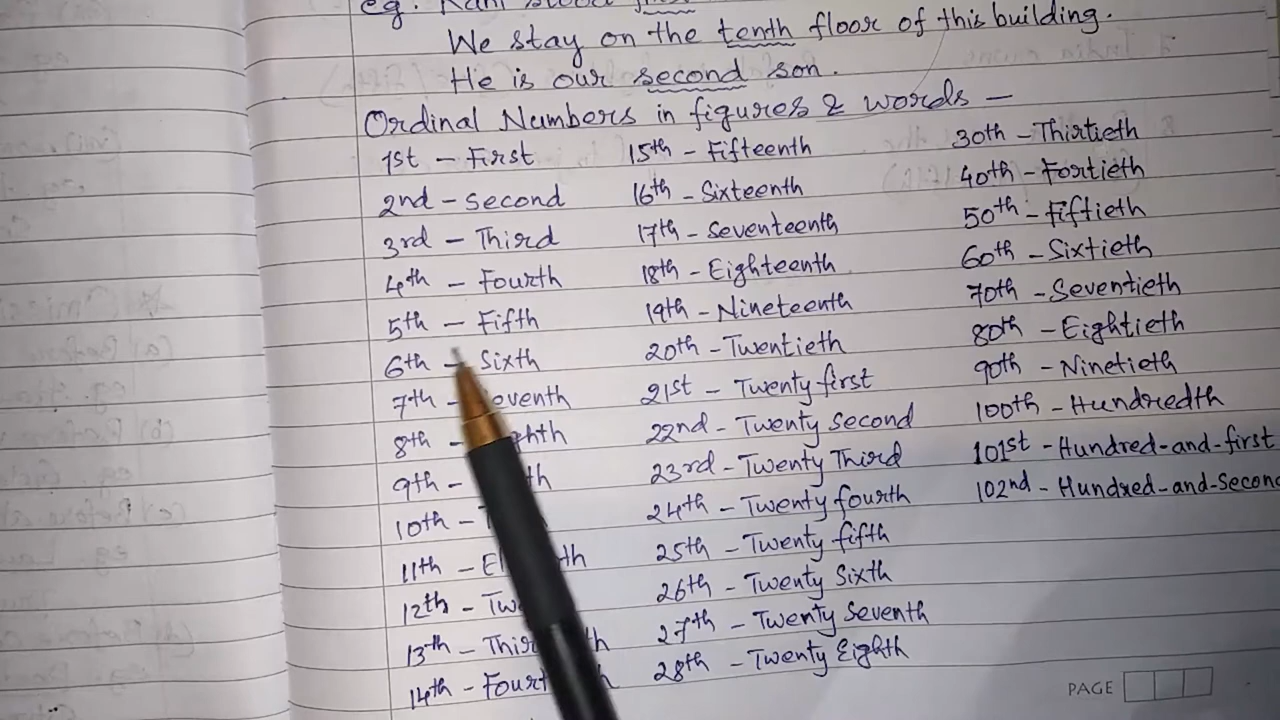 eg.
We stay on the tenth floor of this building.
He is our second son.
Ordinal Numbers in figures & words –
1st – First
2nd – Second
3rd – Third
4th – Fourth
5th – Fifth
6th – Sixth
7th –
8th –
9th –
10th –
11th –
12th –
13th –
14th –
15th – Fifteenth
16th – Sixteenth
17th – Seventeenth
18th – Eighteenth
19th – Nineteenth
20th – Twentieth
21st – Twenty first
22nd – Twenty Second
23rd – Twenty Third
24th – Twenty fourth
25th – Twenty fifth
26th – Twenty Sixth
27th – Twenty Seventh
28th – Twenty Eighth
30th – Thirtieth
40th – Fortieth
50th – Fiftieth
60th – Sixtieth
70th – Seventieth
80th – Eightieth
90th – Ninetieth
100th – Hundredth
101st – Hundred-and-first
102nd – Hundred-and-Second
PAGE